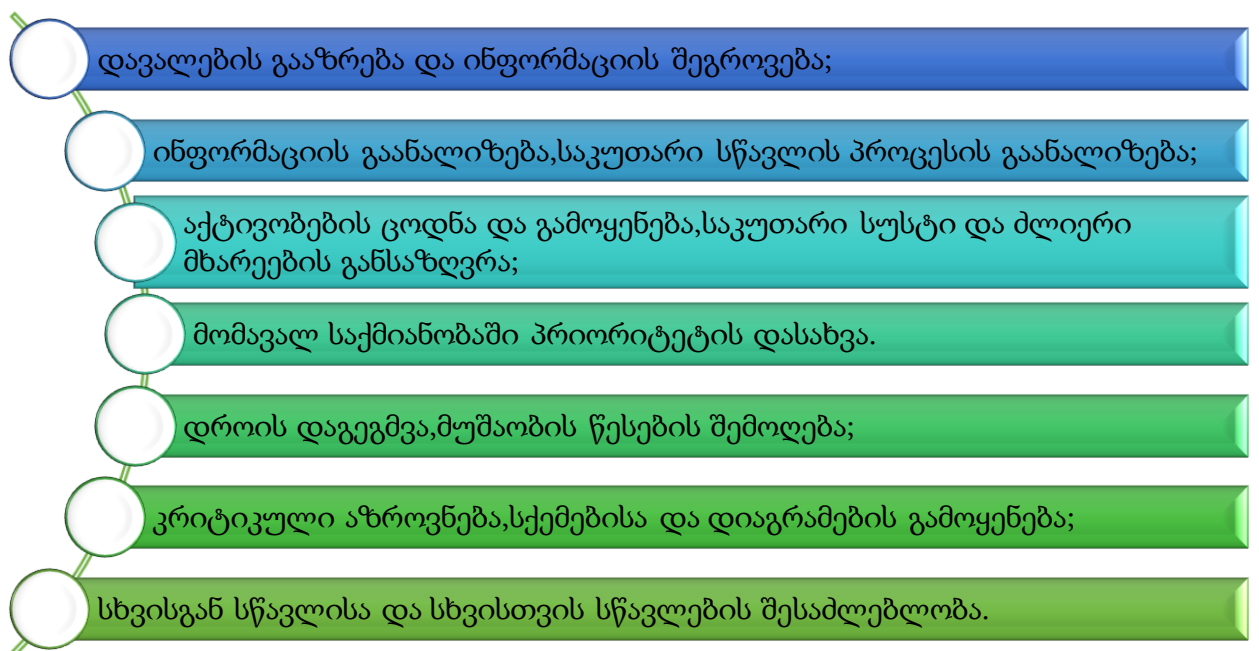 დავალების გააზრება და ინფორმაციის შეგროვება;
ინფორმაციის გაანალიზება,საკუთარი სწავლის პროცესის გაანალიზება;
აქტივობების ცოდნა და გამოყენება,საკუთარი სუსტი და ძლიერი
მხარეების განსაზღვრა;
მომავალ საქმიანობაში პრიორიტეტის დასახვა.
დროის დაგეგმვა,მუშაობის წესების შემოღება;
კრიტიკული აზროვნება,სქემებისა და დიაგრამების გამოყენება;
სხვისგან სწავლისა და სხვისთვის სწავლების შესაძლებლობა.